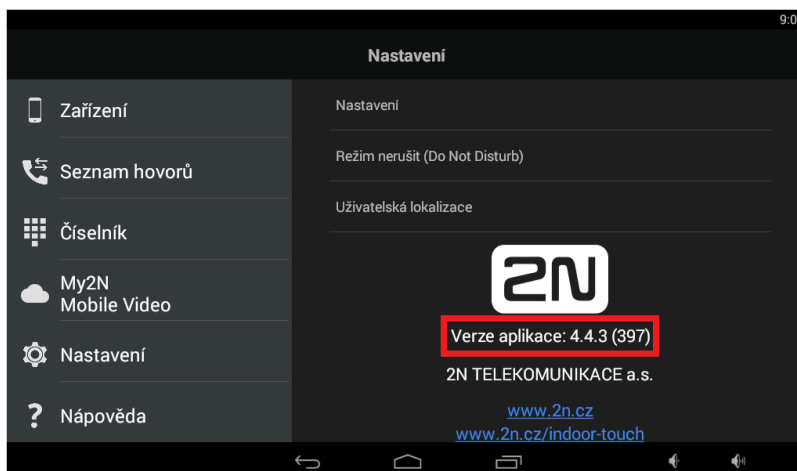 9:0
Nastavení
Zařízení
Seznam hovorů
Číselník
My2N
Mobile Video
Nastavení
Nápověda
Nastavení
Režim nerušit (Do Not Disturb)
Uživatelská lokalizace
2N
Verze aplikace: 4.4.3 (397)
2N TELEKOMUNIKACE a.s.
www.2n.cz
www.2n.cz/indoor-touch